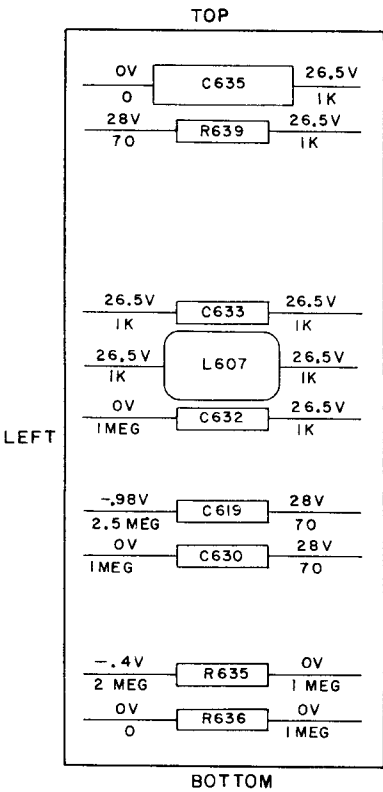 TOP
0V C635 26.5V
0 1K
28V R639 26.5V
70 1K
26.5V C633 26.5V
1K 1K
26.5V L607 26.5V
1K 1K
0V C632 26.5V
1MEG 1K
LEFT
-.98V C619 28V
2.5 MEG 70
0V C630 28V
1MEG 70
-.4V R635 0V
2 MEG 1 MEG
0V R636 0V
0 1MEG
BOTTOM